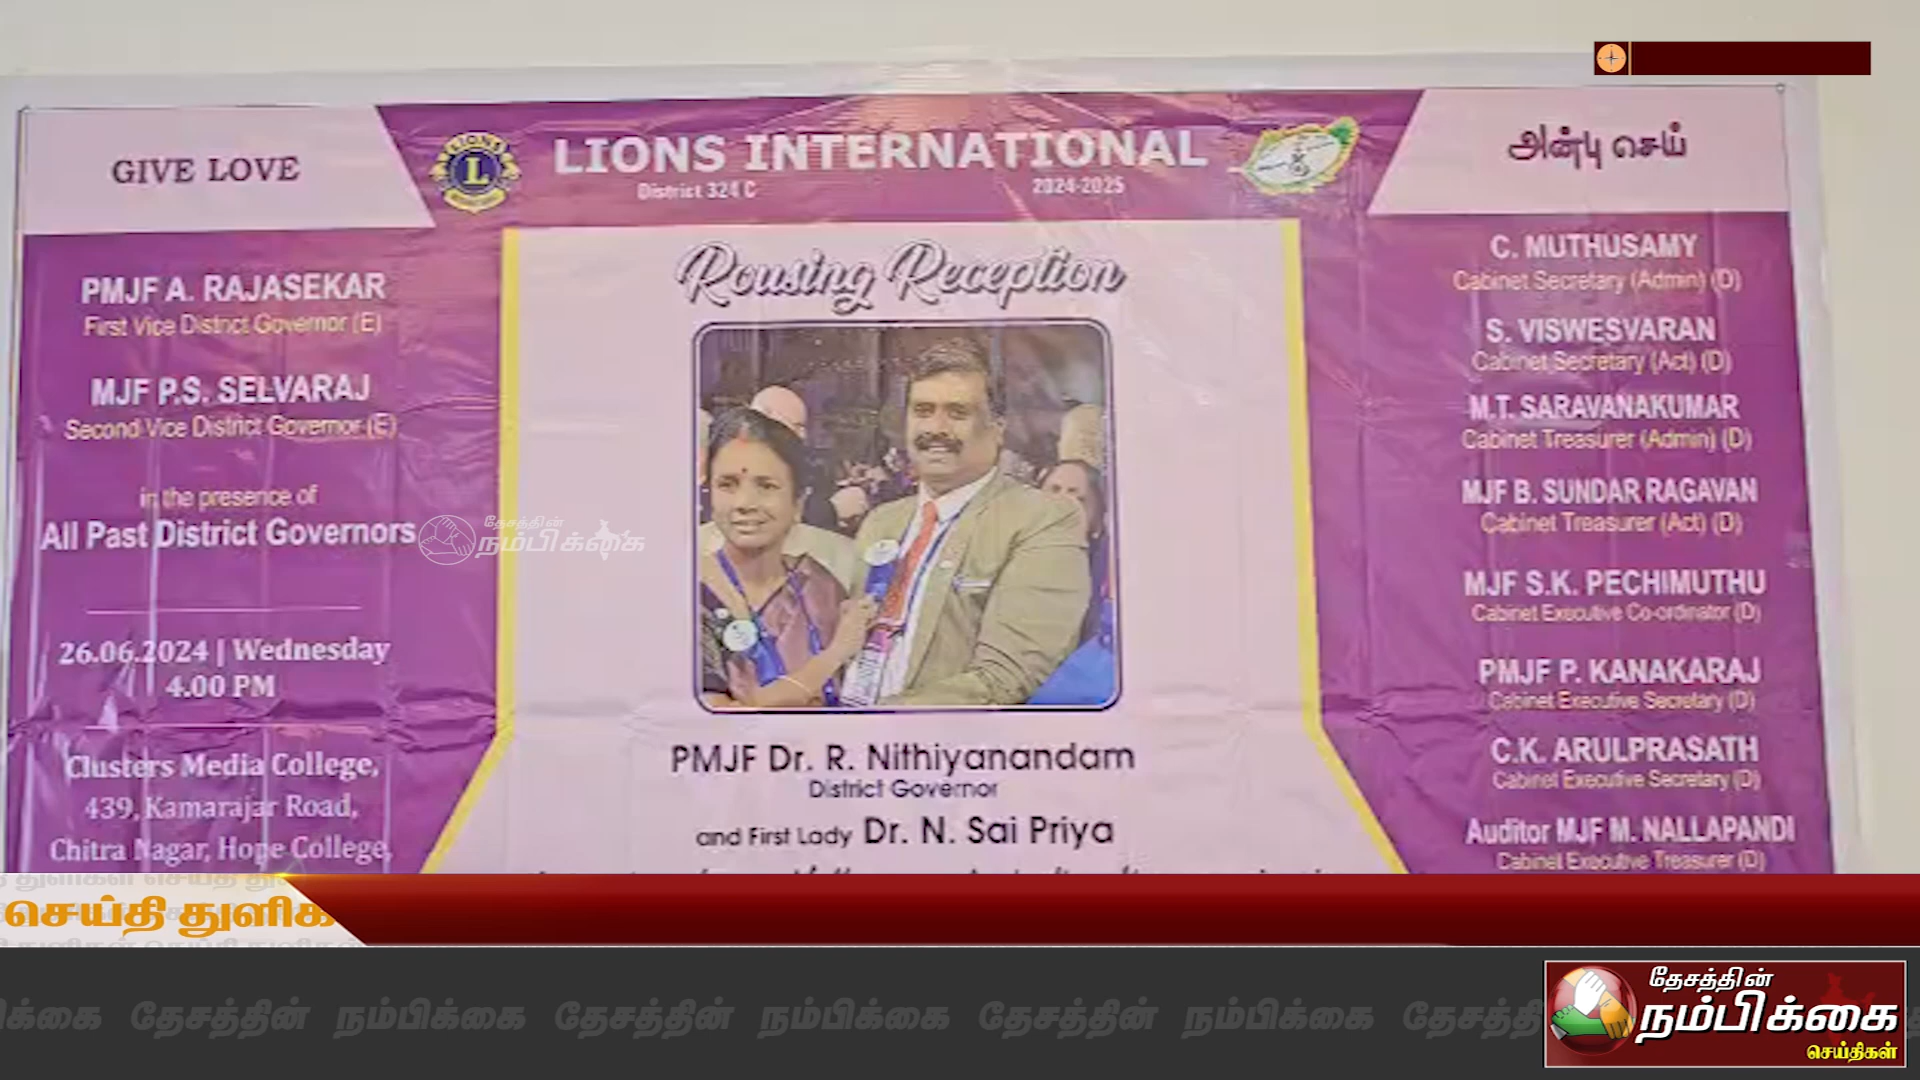 GIVE LOVE
LIONS INTERNATIONAL
District 324 C
2024-2025
அன்பு செய்
PMJF A. RAJASEKAR
First Vice District Governor (E)
MJF P.S. SELVARAJ
Second Vice District Governor (E)
in the presence of
All Past District Governors
26.06.2024 | Wednesday
4.00 PM
Clusters Media College,
439, Kamarajar Road,
Chitra Nagar, Hope College,
Rousing Reception
PMJF Dr. R. Nithiyanandam
District Governor
and First Lady Dr. N. Sai Priya
C. MUTHUSAMY
Cabinet Secretary (Admin) (D)
S. VISWESVARAN
Cabinet Secretary (Act) (D)
M.T. SARAVANAKUMAR
Cabinet Treasurer (Admin) (D)
MJF B. SUNDAR RAGAVAN
Cabinet Treasurer (Act) (D)
MJF S.K. PECHIMUTHU
Cabinet Executive Co-ordinator (D)
PMJF P. KANAKARAJ
Cabinet Executive Secretary (D)
C.K. ARULPRASATH
Cabinet Executive Secretary (D)
Auditor MJF M. NALLAPANDI
Cabinet Executive Treasurer (D)
தேசத்தின்
நம்பிக்கை
செய்தி துளிக
தேசத்தின் நம்பிக்கை தேசத்தின் நம்பிக்கை தேசத்தின் நம்பிக்கை
தேசத்தின்
நம்பிக்கை
செய்திகள்